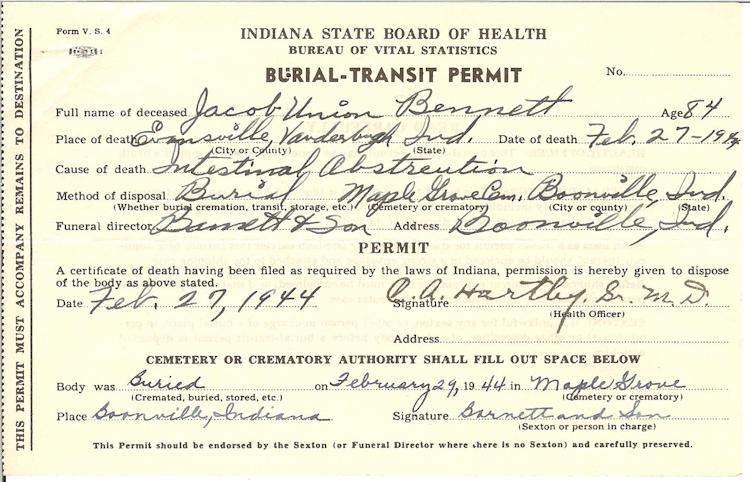 Form V. S. 4
INDIANA STATE BOARD OF HEALTH
BUREAU OF VITAL STATISTICS
BURIAL-TRANSIT PERMIT
No.
Full name of deceased Jacob Union Bennett Age 84
Place of death Evansville, Vanderburgh Ind. Date of death Feb. 27-1944
(City or County) (State)
Cause of death Intestinal Obstreution
Method of disposal Burial Maple Grove Cem. Boonville, Ind.
(Whether burial cremation, transit, storage, etc.) (Cemetery or crematory) (City or county) (State)
Funeral director Barnett & Son Address Boonville, Ind.
PERMIT
A certificate of death having been filed as required by the laws of Indiana, permission is hereby given to dispose
of the body as above stated.
Date Feb. 27, 1944 Signature C. A. Hartley, Sr. M. D.
(Health Officer)
Address
CEMETERY OR CREMATORY AUTHORITY SHALL FILL OUT SPACE BELOW
Body was Buried on February 29, 1944 in Maple Grove
(Cremated, buried, stored, etc.) (Cemetery or crematory)
Place Boonville, Indiana Signature Barnett and Son
(Sexton or person in charge)
This Permit should be endorsed by the Sexton (or Funeral Director where there is no Sexton) and carefully preserved.
THIS PERMIT MUST ACCOMPANY REMAINS TO DESTINATION